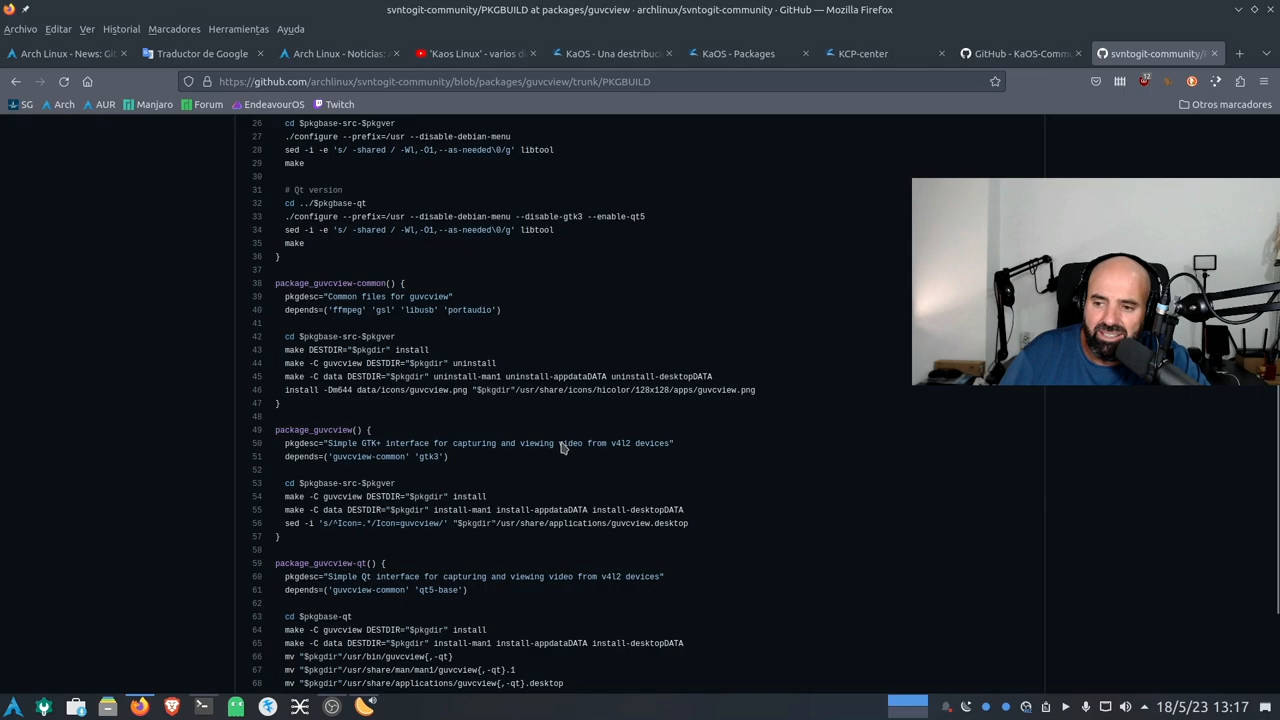 svntogit-community/PKGBUILD at packages/guvcview · archlinux/svntogit-community · GitHub — Mozilla Firefox
Archivo Editar Ver Historial Marcadores Herramientas Ayuda
Arch Linux - News: Git
Traductor de Google
Arch Linux - Noticias: A
'Kaos Linux' - varios di
KaOS - Una destribuc
KaOS - Packages
KCP-center
GitHub - KaOS-Comm
svntogit-community/P
https://github.com/archlinux/svntogit-community/blob/packages/guvcview/trunk/PKGBUILD
12
SG Arch AUR Manjaro Forum EndeavourOS Twitch Otros marcadores
26 cd $pkgbase-src-$pkgver
27 ./configure --prefix=/usr --disable-debian-menu
28 sed -i -e 's/ -shared / -Wl,-O1,--as-needed\0/g' libtool
29 make
30
31 # Qt version
32 cd ../$pkgbase-qt
33 ./configure --prefix=/usr --disable-debian-menu --disable-gtk3 --enable-qt5
34 sed -i -e 's/ -shared / -Wl,-O1,--as-needed\0/g' libtool
35 make
36 }
37
38 package_guvcview-common() {
39 pkgdesc="Common files for guvcview"
40 depends=('ffmpeg' 'gsl' 'libusb' 'portaudio')
41
42 cd $pkgbase-src-$pkgver
43 make DESTDIR="$pkgdir" install
44 make -C guvcview DESTDIR="$pkgdir" uninstall
45 make -C data DESTDIR="$pkgdir" uninstall-man1 uninstall-appdataDATA uninstall-desktopDATA
46 install -Dm644 data/icons/guvcview.png "$pkgdir"/usr/share/icons/hicolor/128x128/apps/guvcview.png
47 }
48
49 package_guvcview() {
50 pkgdesc="Simple GTK+ interface for capturing and viewing video from v4l2 devices"
51 depends=('guvcview-common' 'gtk3')
52
53 cd $pkgbase-src-$pkgver
54 make -C guvcview DESTDIR="$pkgdir" install
55 make -C data DESTDIR="$pkgdir" install-man1 install-appdataDATA install-desktopDATA
56 sed -i 's/^Icon=.*/Icon=guvcview/' "$pkgdir"/usr/share/applications/guvcview.desktop
57 }
58
59 package_guvcview-qt() {
60 pkgdesc="Simple Qt interface for capturing and viewing video from v4l2 devices"
61 depends=('guvcview-common' 'qt5-base')
62
63 cd $pkgbase-qt
64 make -C guvcview DESTDIR="$pkgdir" install
65 make -C data DESTDIR="$pkgdir" install-man1 install-appdataDATA install-desktopDATA
66 mv "$pkgdir"/usr/bin/guvcview{,-qt}
67 mv "$pkgdir"/usr/share/man/man1/guvcview{,-qt}.1
68 mv "$pkgdir"/usr/share/applications/guvcview{,-qt}.desktop
18/5/23 13:17